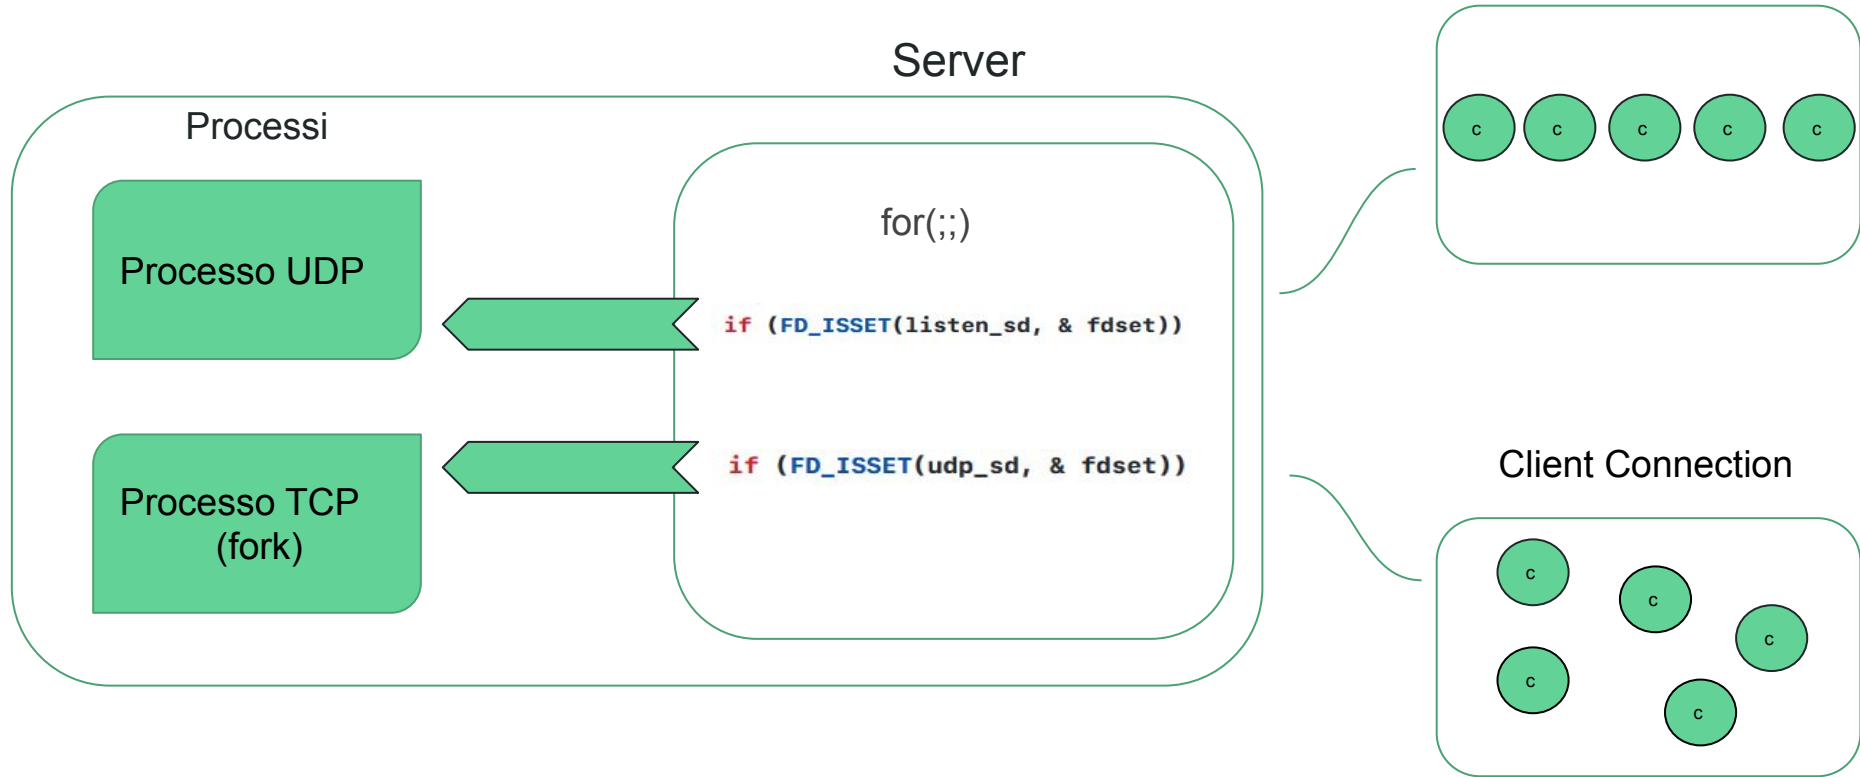 Server
Processi
Processo UDP
Processo TCP
(fork)
for(;;)
if (FD_ISSET(listen_sd, & fdset))
if (FD_ISSET(udp_sd, & fdset))
c c c c c
Client Connection
c
c
c
c
c